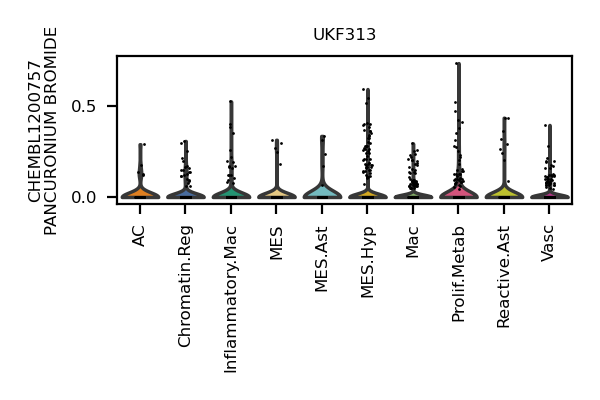 UKF313
CHEMBL1200757
PANCURONIUM BROMIDE
0.5
0.0
AC
Chromatin.Reg
Inflammatory.Mac
MES
MES.Ast
MES.Hyp
Mac
Prolif.Metab
Reactive.Ast
Vasc